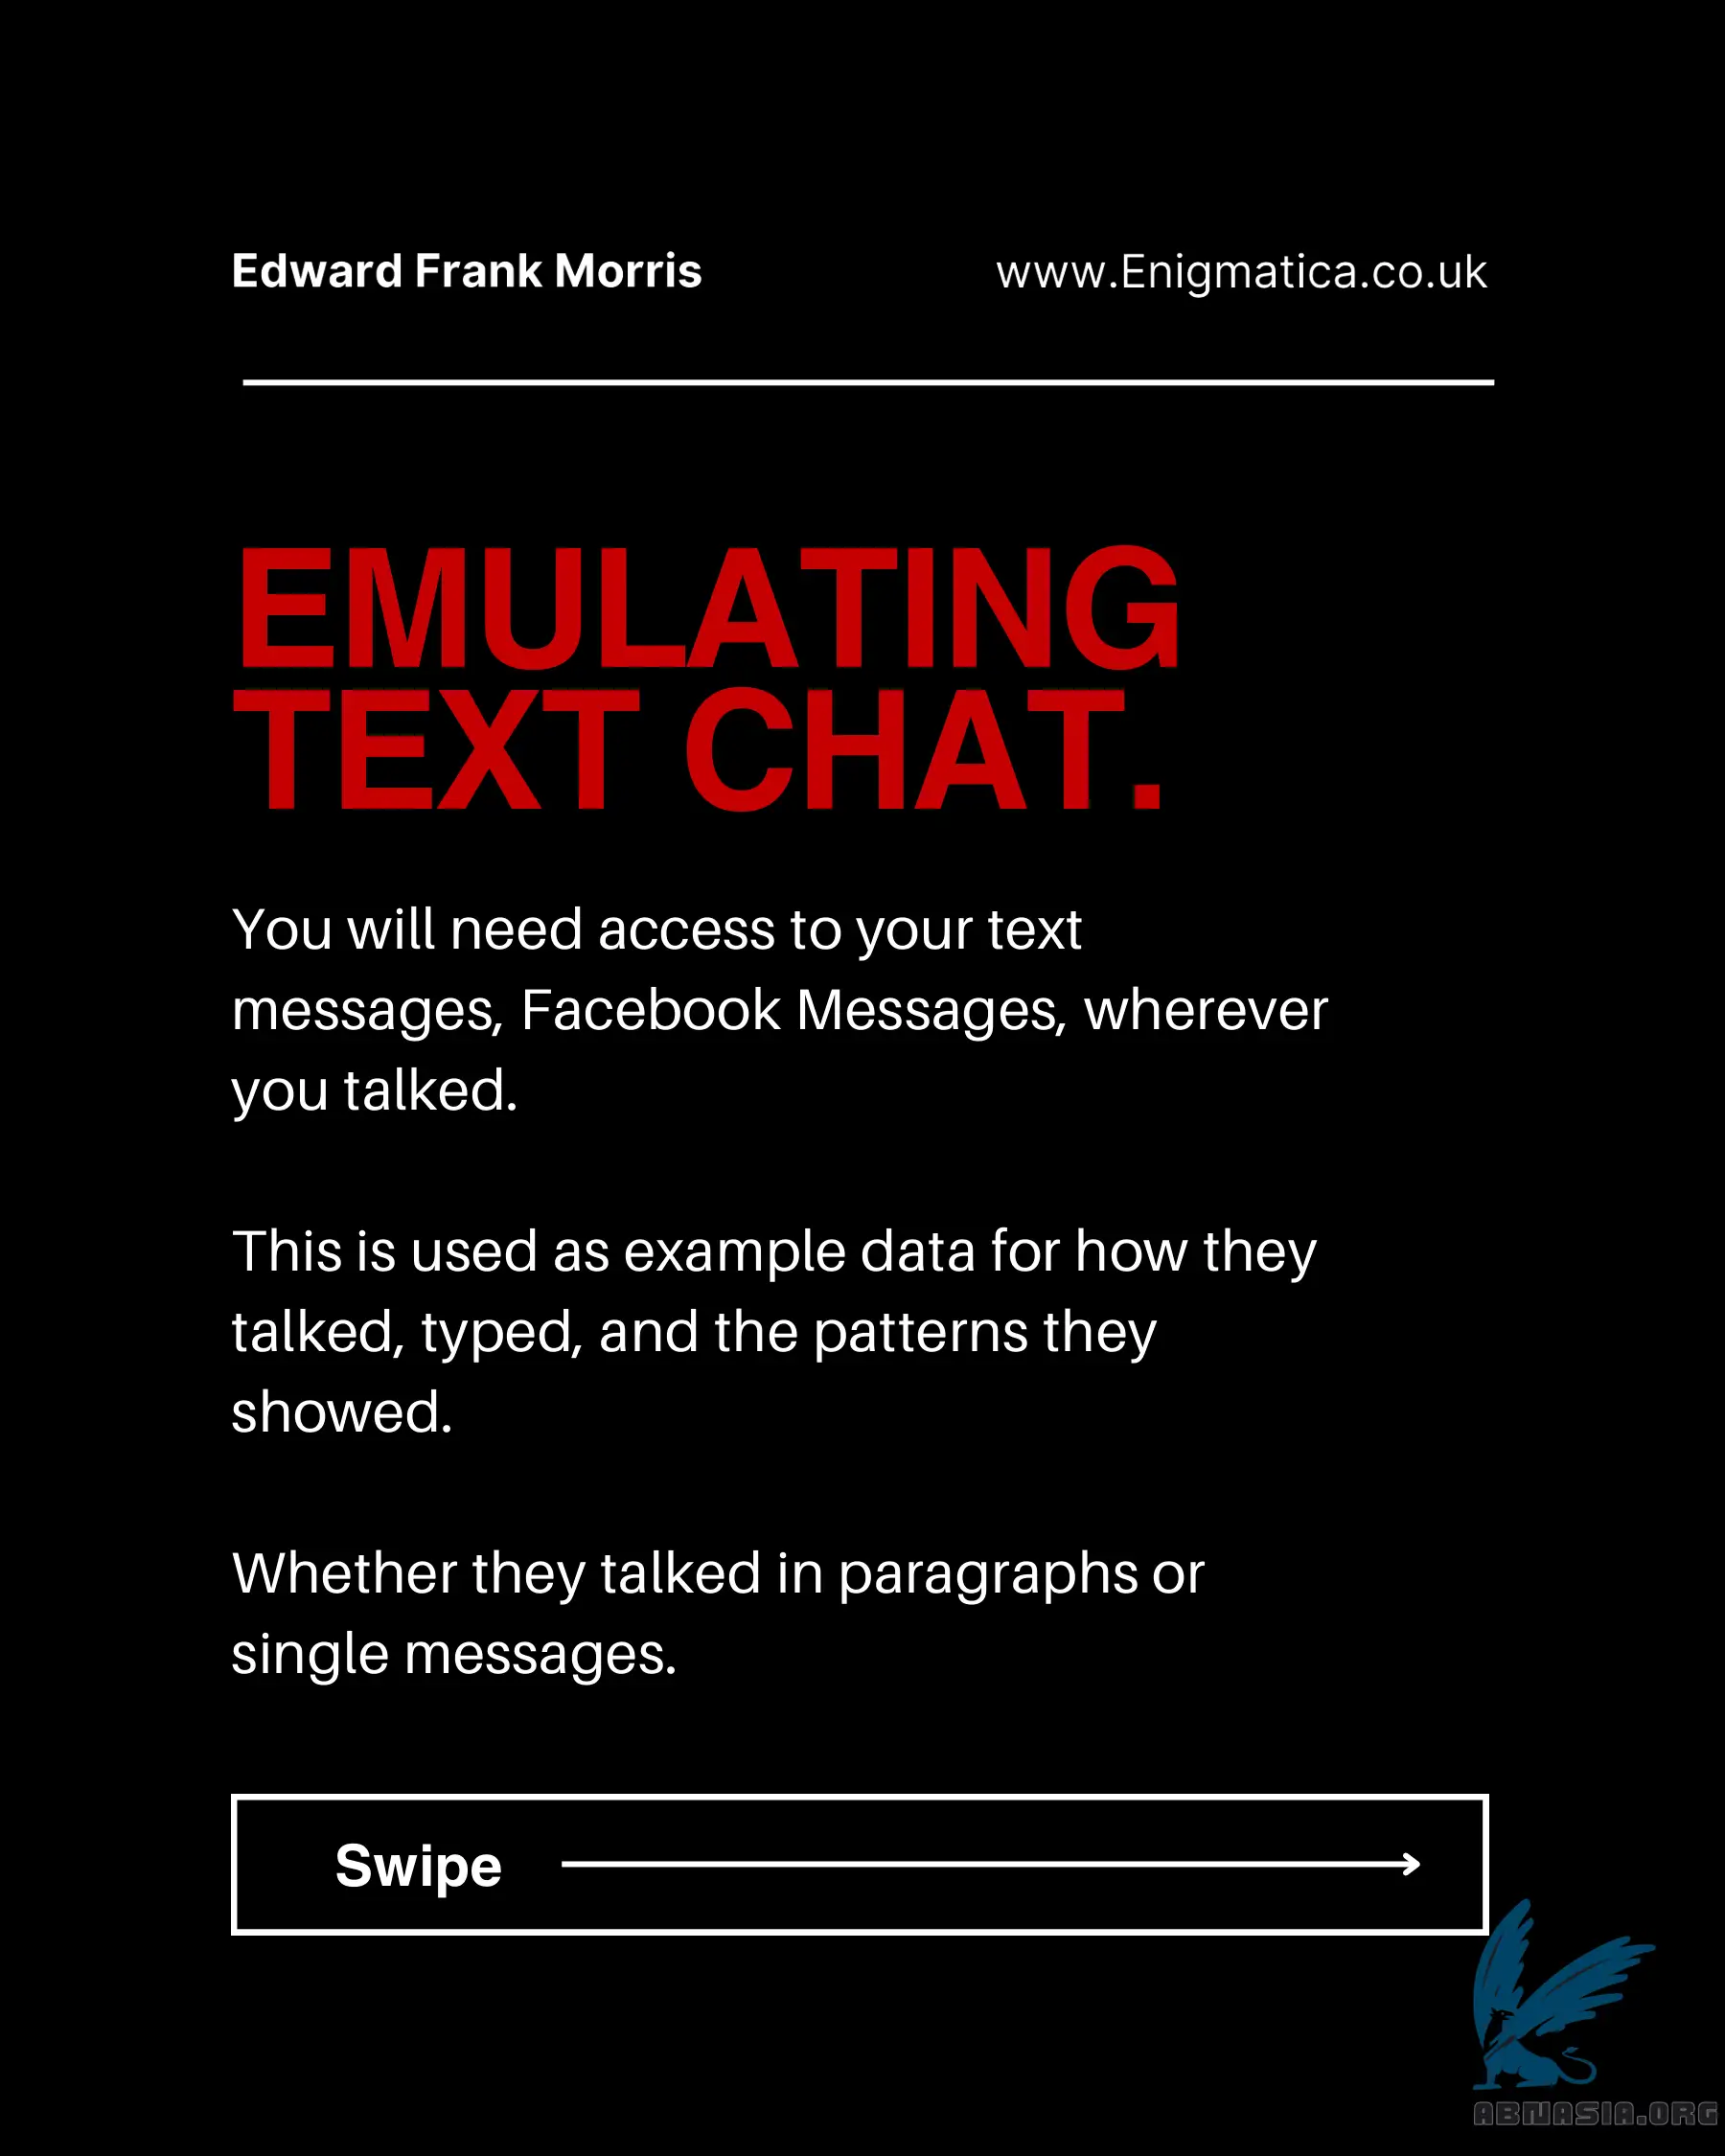 Edward Frank Morris
www.Enigmatica.co.uk
EMULATING
TEXT CHAT.
You will need access to your text
messages, Facebook Messages, wherever
you talked.
This is used as example data for how they
talked, typed, and the patterns they
showed.
Whether they talked in paragraphs or
single messages.
Swipe
ABMASIA.ORG